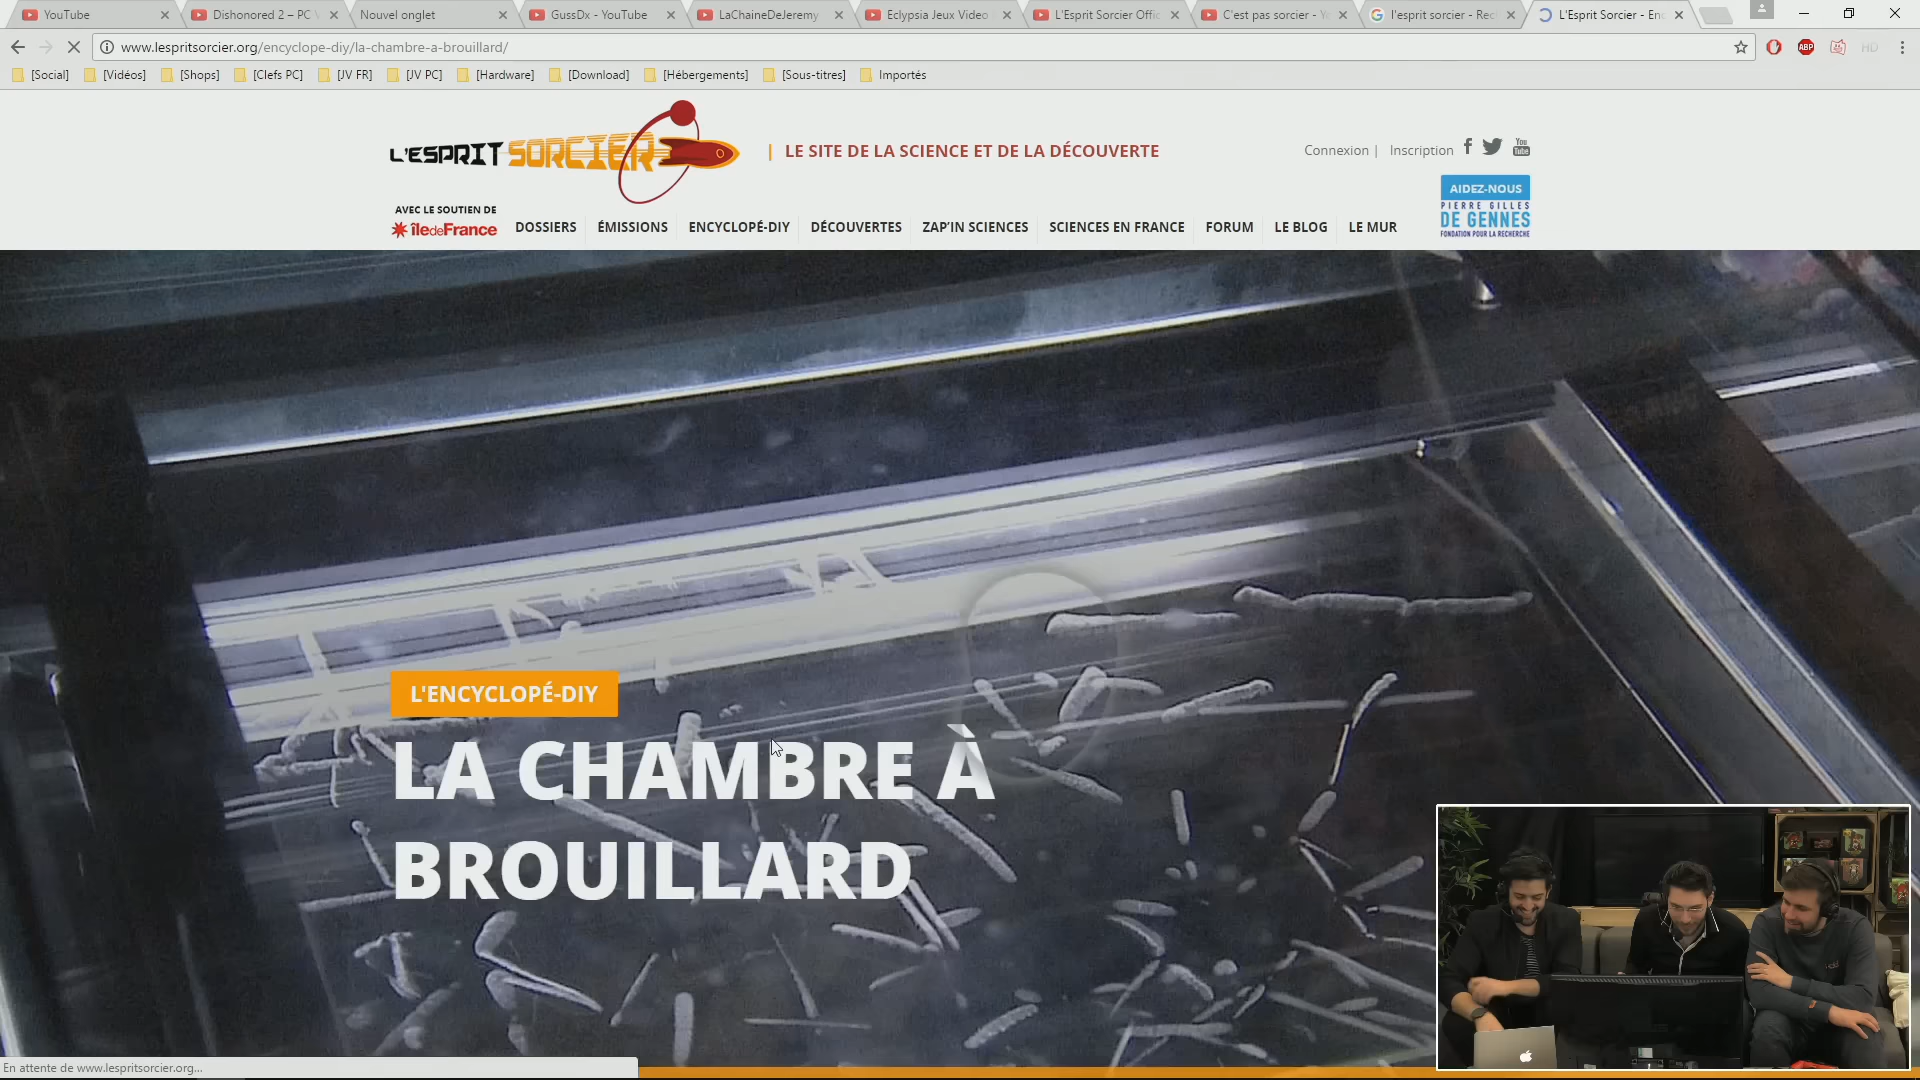 YouTube
Dishonored 2 – PC
Nouvel onglet
GussDx - YouTube
LaChaineDeJeremy
Eclypsia Jeux Video
L'Esprit Sorcier Offic
C'est pas sorcier - Y
l'esprit sorcier - Rec
L'Esprit Sorcier - Enc
www.lespritsorcier.org/encyclope-diy/la-chambre-a-brouillard/
ABP
HD
[Social]
[Vidéos]
[Shops]
[Clefs PC]
[JV FR]
[JV PC]
[Hardware]
[Download]
[Hébergements]
[Sous-titres]
Importés
L'ESPRIT SORCIER
| LE SITE DE LA SCIENCE ET DE LA DÉCOUVERTE
Connexion | Inscription
You Tube
AIDEZ-NOUS
PIERRE GILLES
DE GENNES
FONDATION POUR LA RECHERCHE
AVEC LE SOUTIEN DE
îledeFrance
DOSSIERS
ÉMISSIONS
ENCYCLOPÉ-DIY
DÉCOUVERTES
ZAP'IN SCIENCES
SCIENCES EN FRANCE
FORUM
LE BLOG
LE MUR
L'ENCYCLOPÉ-DIY
LA CHAMBRE À
BROUILLARD
En attente de www.lespritsorcier.org...